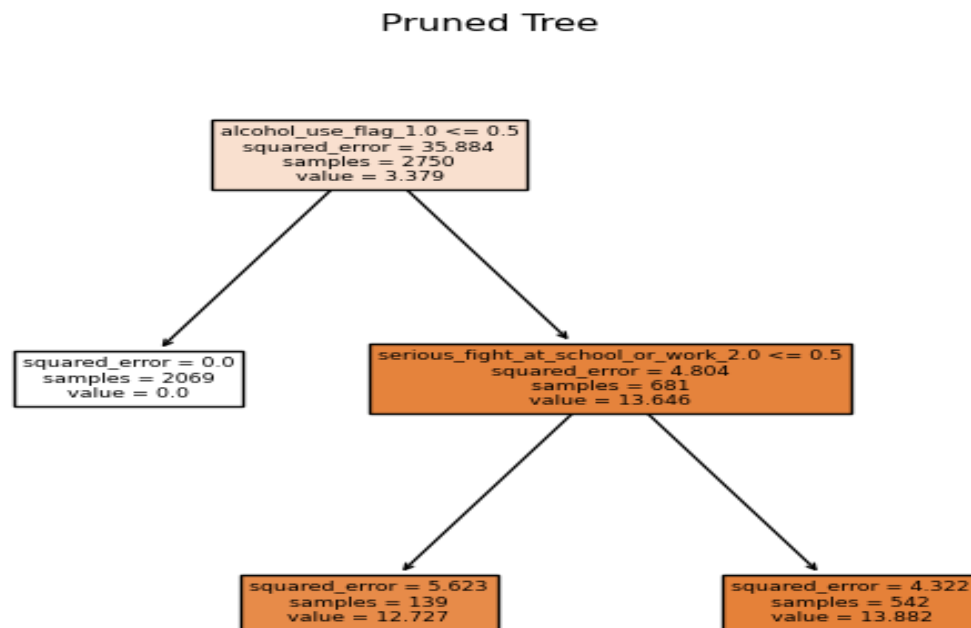 Pruned Tree
alcohol_use_flag_1.0 <= 0.5
squared_error = 35.884
samples = 2750
value = 3.379
squared_error = 0.0
samples = 2069
value = 0.0
serious_fight_at_school_or_work_2.0 <= 0.5
squared_error = 4.804
samples = 681
value = 13.646
squared_error = 5.623
samples = 139
value = 12.727
squared_error = 4.322
samples = 542
value = 13.882